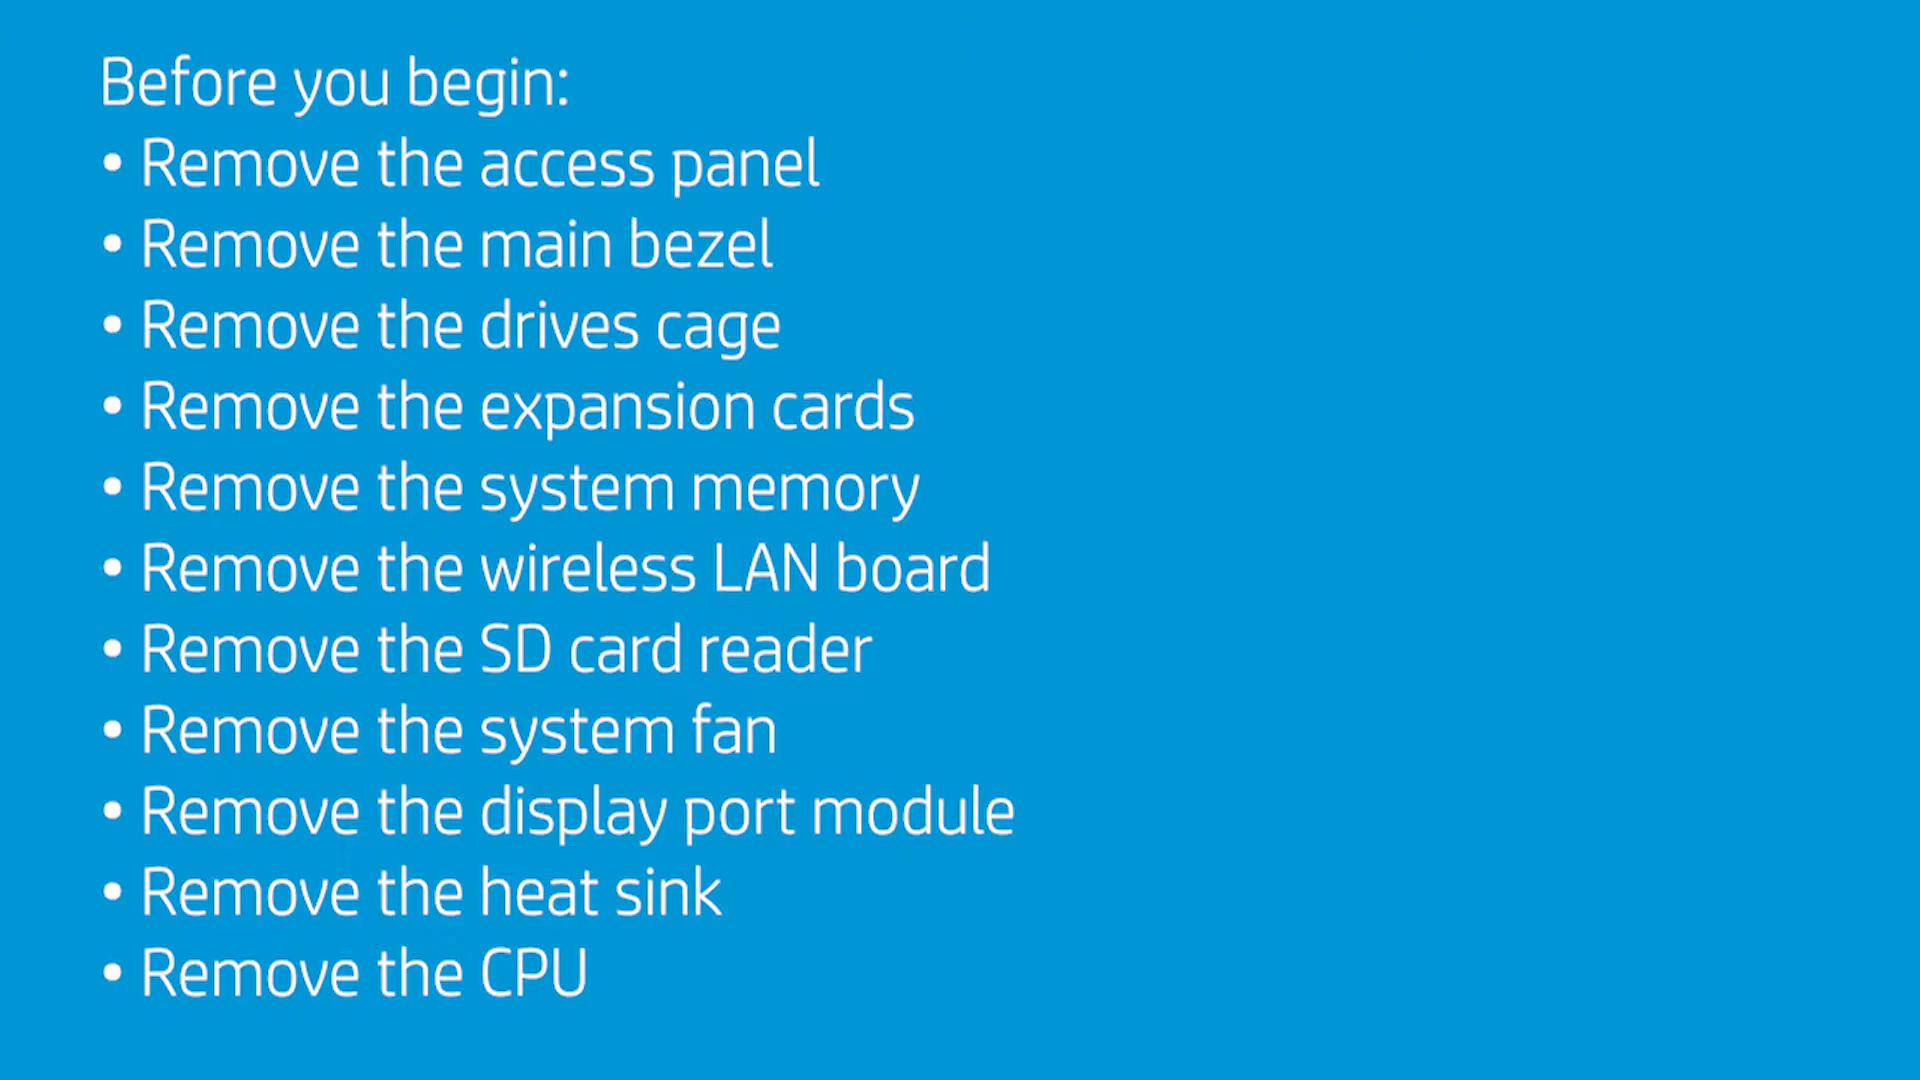 Before you begin:
• Remove the access panel
• Remove the main bezel
• Remove the drives cage
• Remove the expansion cards
• Remove the system memory
• Remove the wireless LAN board
• Remove the SD card reader
• Remove the system fan
• Remove the display port module
• Remove the heat sink
• Remove the CPU